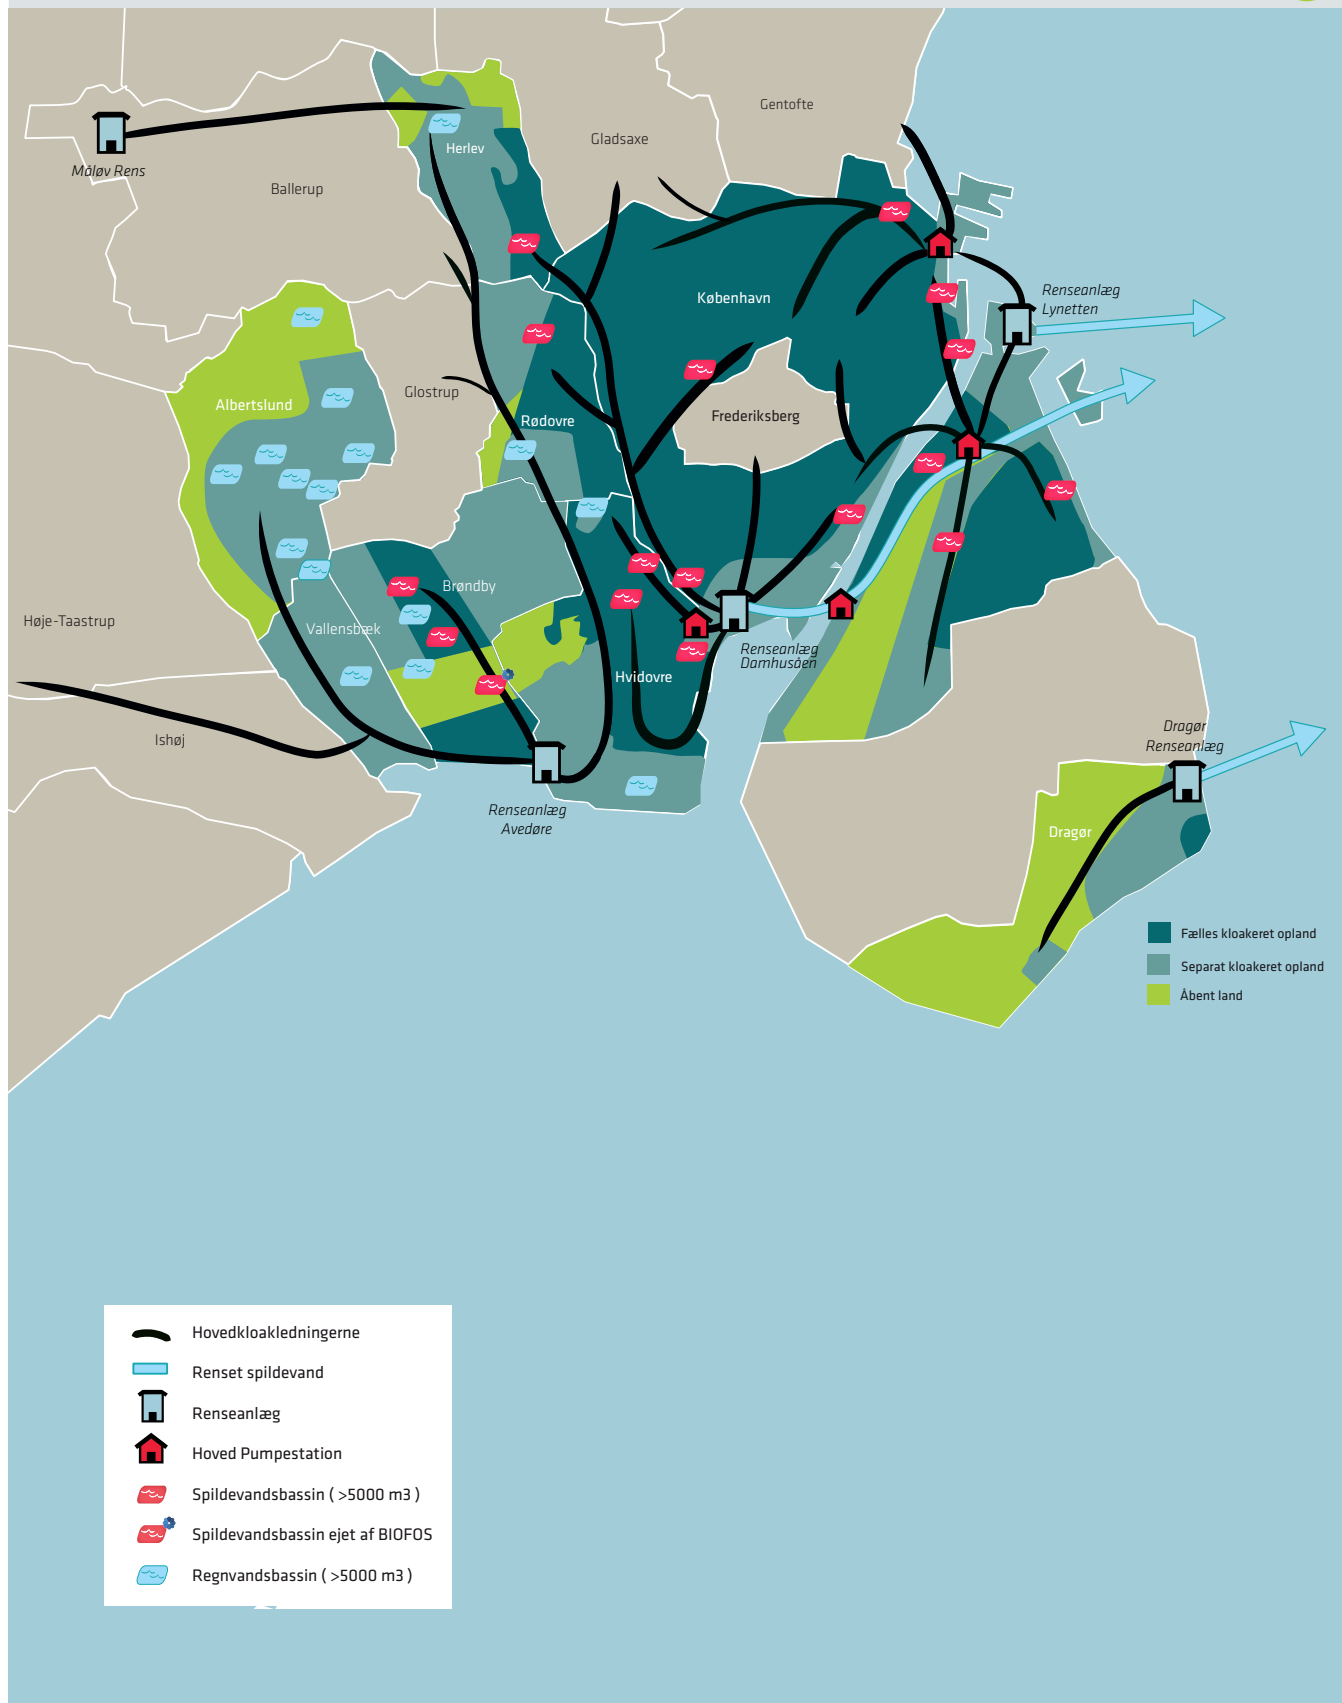 Gentofte
Gladsaxe
Herlev
Måløv Rens
Ballerup
København
Renseanlæg
Lynetten
Glostrup
Albertslund
Rødovre
Frederiksberg
Brøndby
Høje-Taastrup
Vallensbæk
Renseanlæg
Damhusåen
Hvidovre
Ishøj
Dragør
Renseanlæg
Renseanlæg
Avedøre
Dragør
Fælles kloakeret opland
Separat kloakeret opland
Åbent land
Hovedkloakledningerne
Renset spildevand
Renseanlæg
Hoved Pumpestation
Spildevandsbassin ( >5000 m3 )
Spildevandsbassin ejet af BIOFOS
Regnvandsbassin ( >5000 m3 )